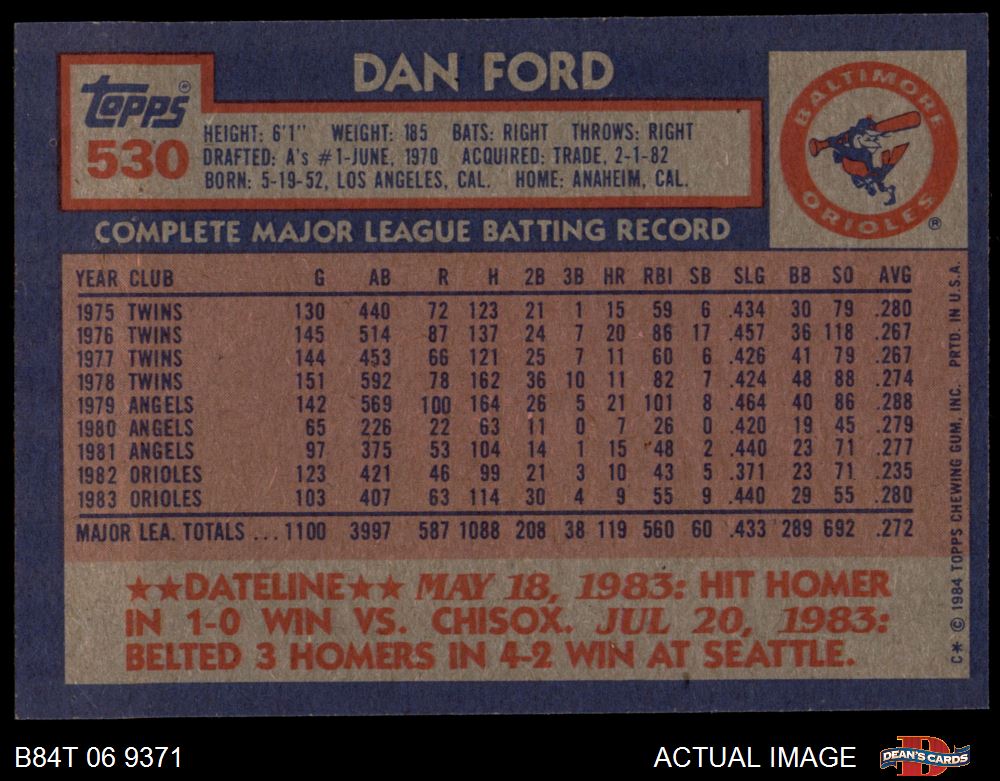 DAN FORD
Topps®
530
HEIGHT: 6'1" WEIGHT: 185 BATS: RIGHT THROWS: RIGHT
DRAFTED: A's #1-JUNE, 1970 ACQUIRED: TRADE, 2-1-82
BORN: 5-19-52, LOS ANGELES, CAL. HOME: ANAHEIM, CAL.
BALTIMORE
ORIOLES
®
COMPLETE MAJOR LEAGUE BATTING RECORD
YEAR CLUB G AB R H 2B 3B HR RBI SB SLG BB SO AVG
1975 TWINS 130 440 72 123 21 1 15 59 6 .434 30 79 .280
1976 TWINS 145 514 87 137 24 7 20 86 17 .457 36 118 .267
1977 TWINS 144 453 66 121 25 7 11 60 6 .426 41 79 .267
1978 TWINS 151 592 78 162 36 10 11 82 7 .424 48 88 .274
1979 ANGELS 142 569 100 164 26 5 21 101 8 .464 40 86 .288
1980 ANGELS 65 226 22 63 11 0 7 26 0 .420 19 45 .279
1981 ANGELS 97 375 53 104 14 1 15 48 2 .440 23 71 .277
1982 ORIOLES 123 421 46 99 21 3 10 43 5 .371 23 71 .235
1983 ORIOLES 103 407 63 114 30 4 9 55 9 .440 29 55 .280
MAJOR LEA. TOTALS ... 1100 3997 587 1088 208 38 119 560 60 .433 289 692 .272
★★DATELINE★★ MAY 18, 1983: HIT HOMER
IN 1-0 WIN VS. CHISOX. JUL 20, 1983:
BELTED 3 HOMERS IN 4-2 WIN AT SEATTLE.
C* © 1984 TOPPS CHEWING GUM, INC. PRTD. IN U.S.A.
B84T 06 9371
ACTUAL IMAGE
DEAN'S CARDS